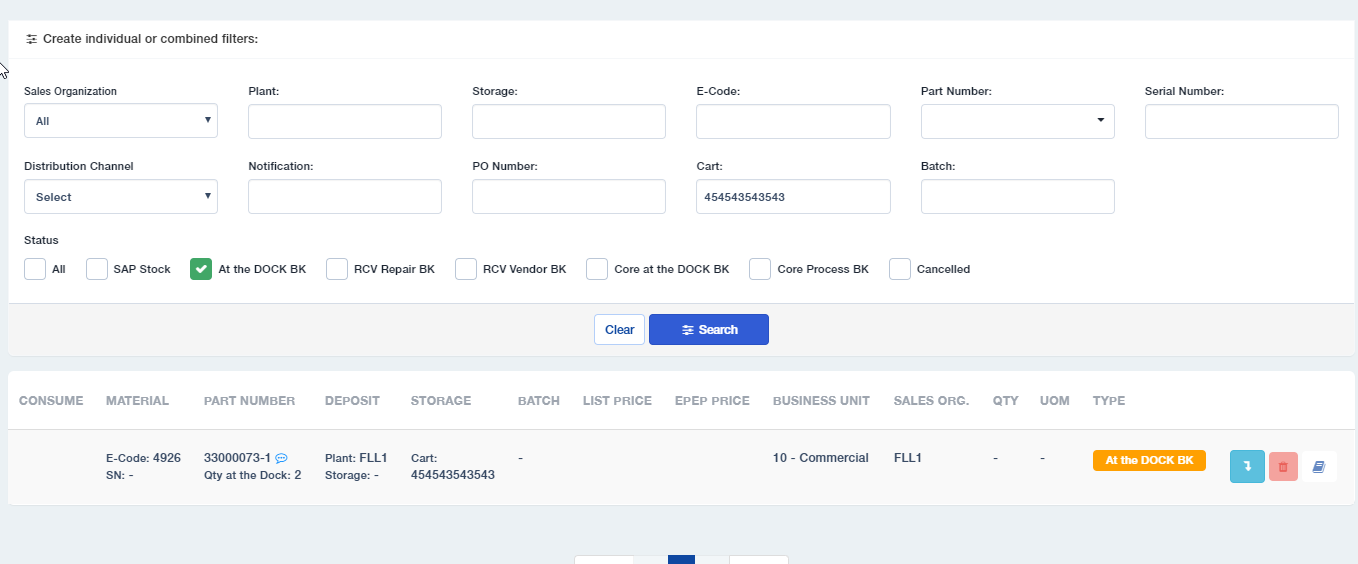 Create individual or combined filters:
Sales Organization Plant: Storage: E-Code: Part Number: Serial Number:
All
Distribution Channel Notification: PO Number: Cart: Batch:
Select 454543543543
Status
All SAP Stock At the DOCK BK RCV Repair BK RCV Vendor BK Core at the DOCK BK Core Process BK Cancelled
Clear Search
CONSUME MATERIAL PART NUMBER DEPOSIT STORAGE BATCH LIST PRICE EPEP PRICE BUSINESS UNIT SALES ORG. QTY UOM TYPE
E-Code: 4926 33000073-1 Plant: FLL1 Cart: - 10 - Commercial FLL1 - - At the DOCK BK
SN: - Qty at the Dock: 2 Storage: - 454543543543